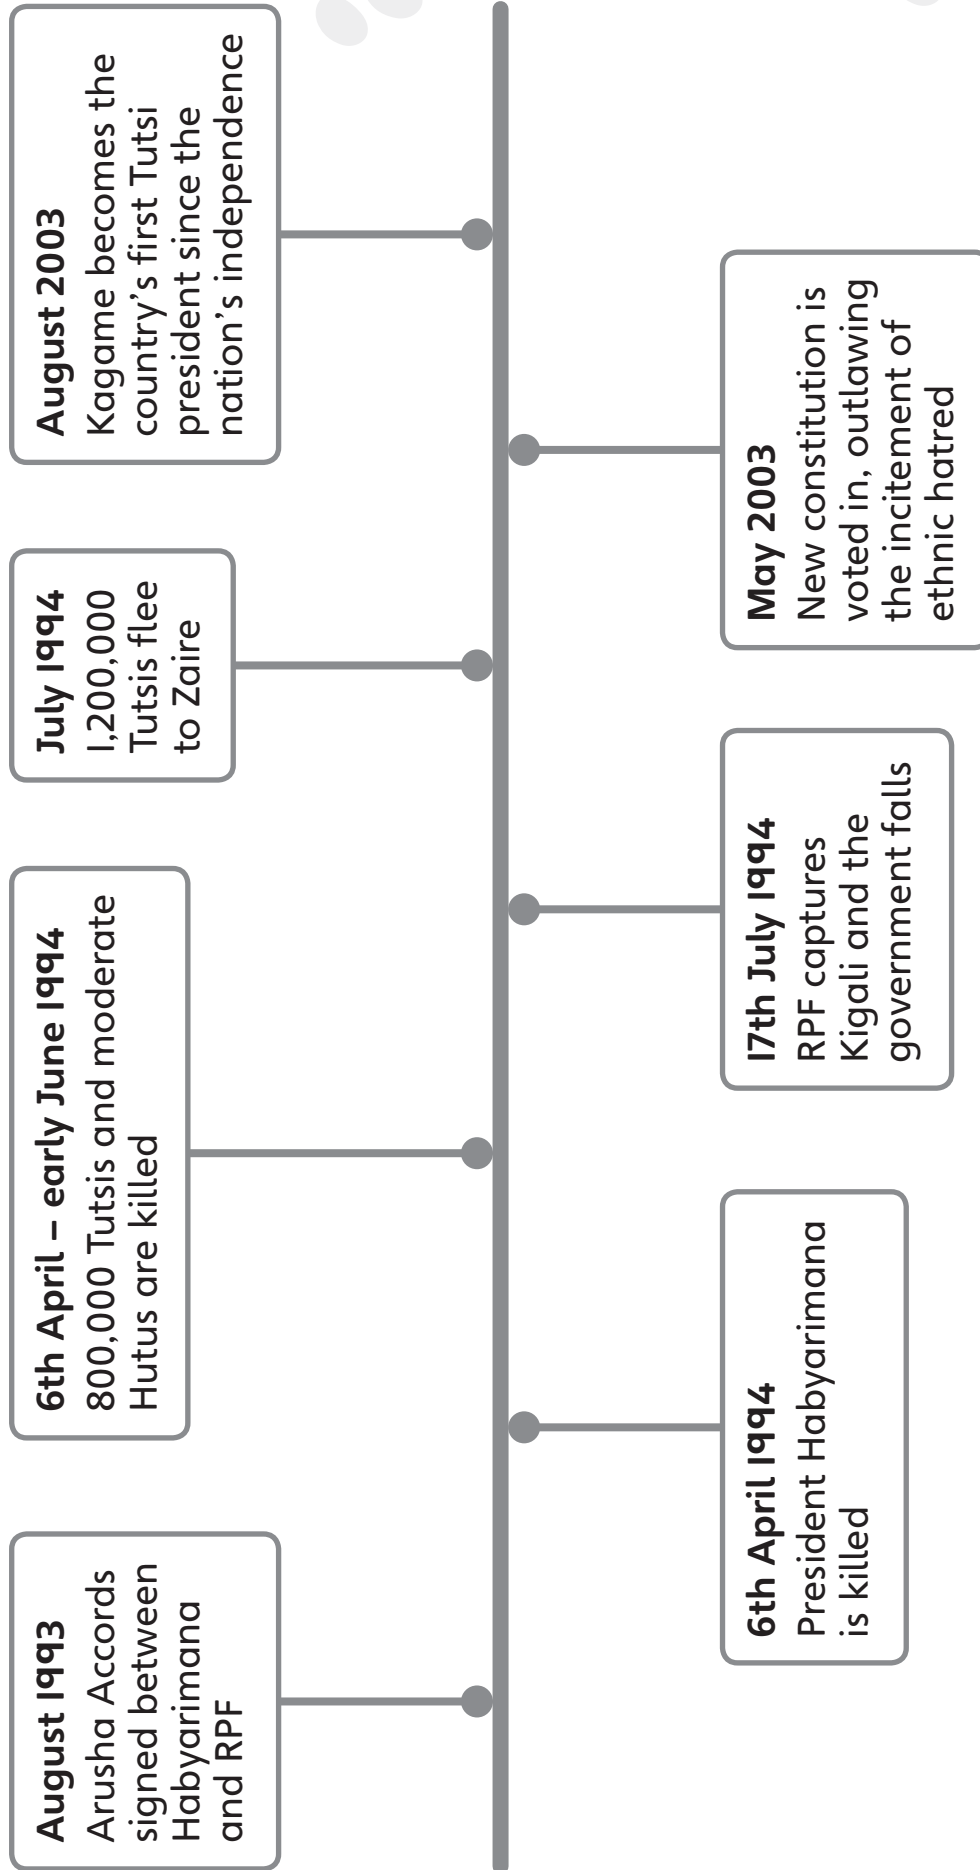 August 1993
Arusha Accords
signed between
Habyarimana
and RPF
6th April 1994
President Habyarimana
is killed
6th April – early June 1994
800,000 Tutsis and moderate
Hutus are killed
17th July 1994
RPF captures
Kigali and the
government falls
July 1994
1,200,000
Tutsis flee
to Zaire
May 2003
New constitution is
voted in, outlawing
the incitement of
ethnic hatred
August 2003
Kagame becomes the
country's first Tutsi
president since the
nation's independence